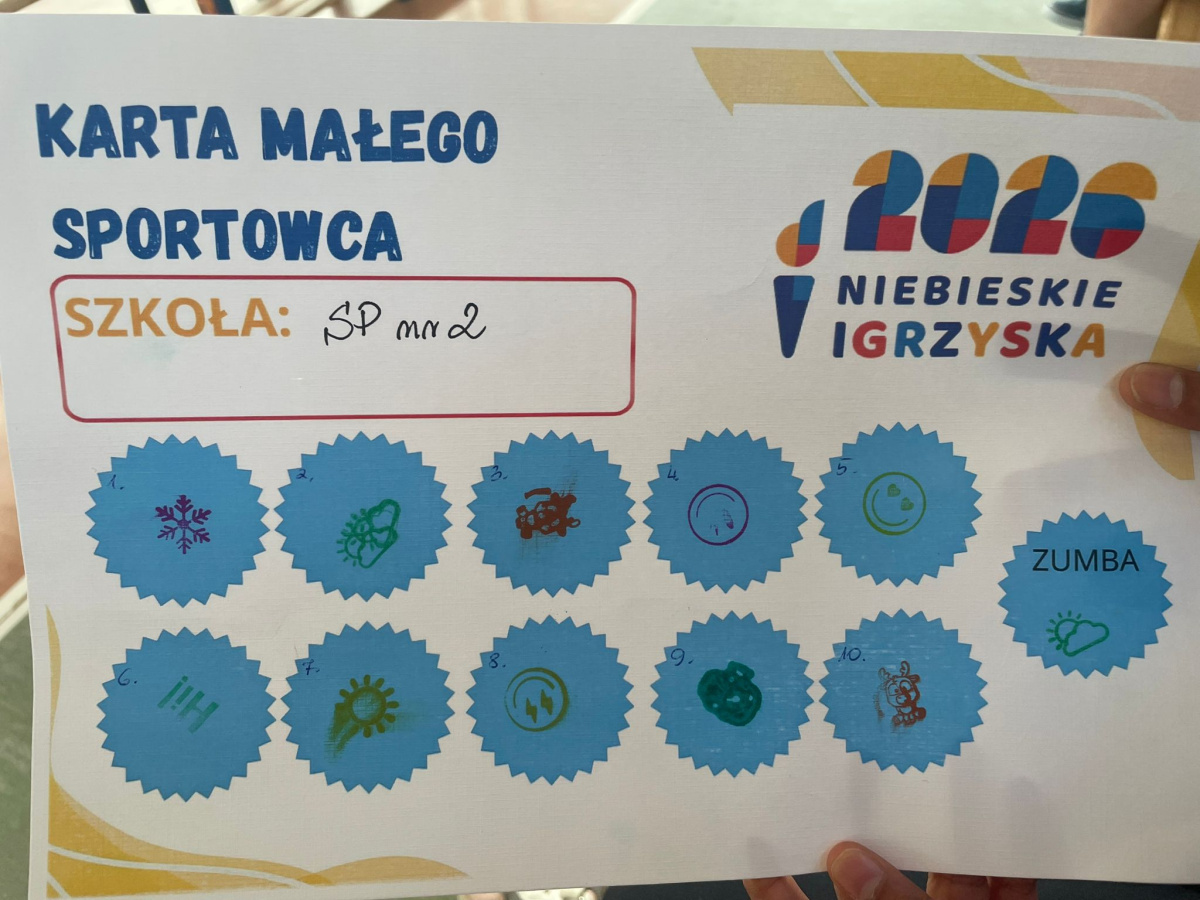 KARTA MAŁEGO
SPORTOWCA
2026
NIEBIESKIE
IGRZYSKA
SZKOŁA: SP nr 2
1.
2.
3.
4.
5.
ZUMBA
6.
Hi!
7.
8.
9.
10.